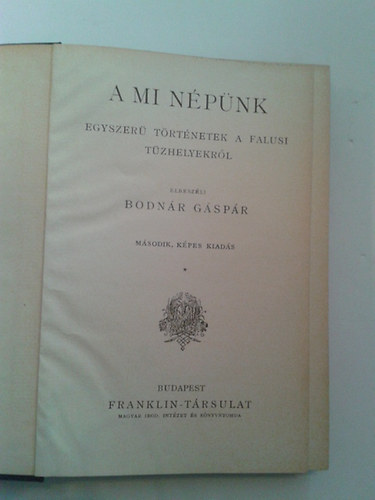 A MI NÉPÜNK
EGYSZERŰ TÖRTÉNETEK A FALUSI
TŰZHELYEKRŐL
ELBESZÉLI
BODNÁR GÁSPÁR
MÁSODIK, KÉPES KIADÁS
*
BUDAPEST
FRANKLIN-TÁRSULAT
MAGYAR IROD. INTÉZET ÉS KÖNYVNYOMDA